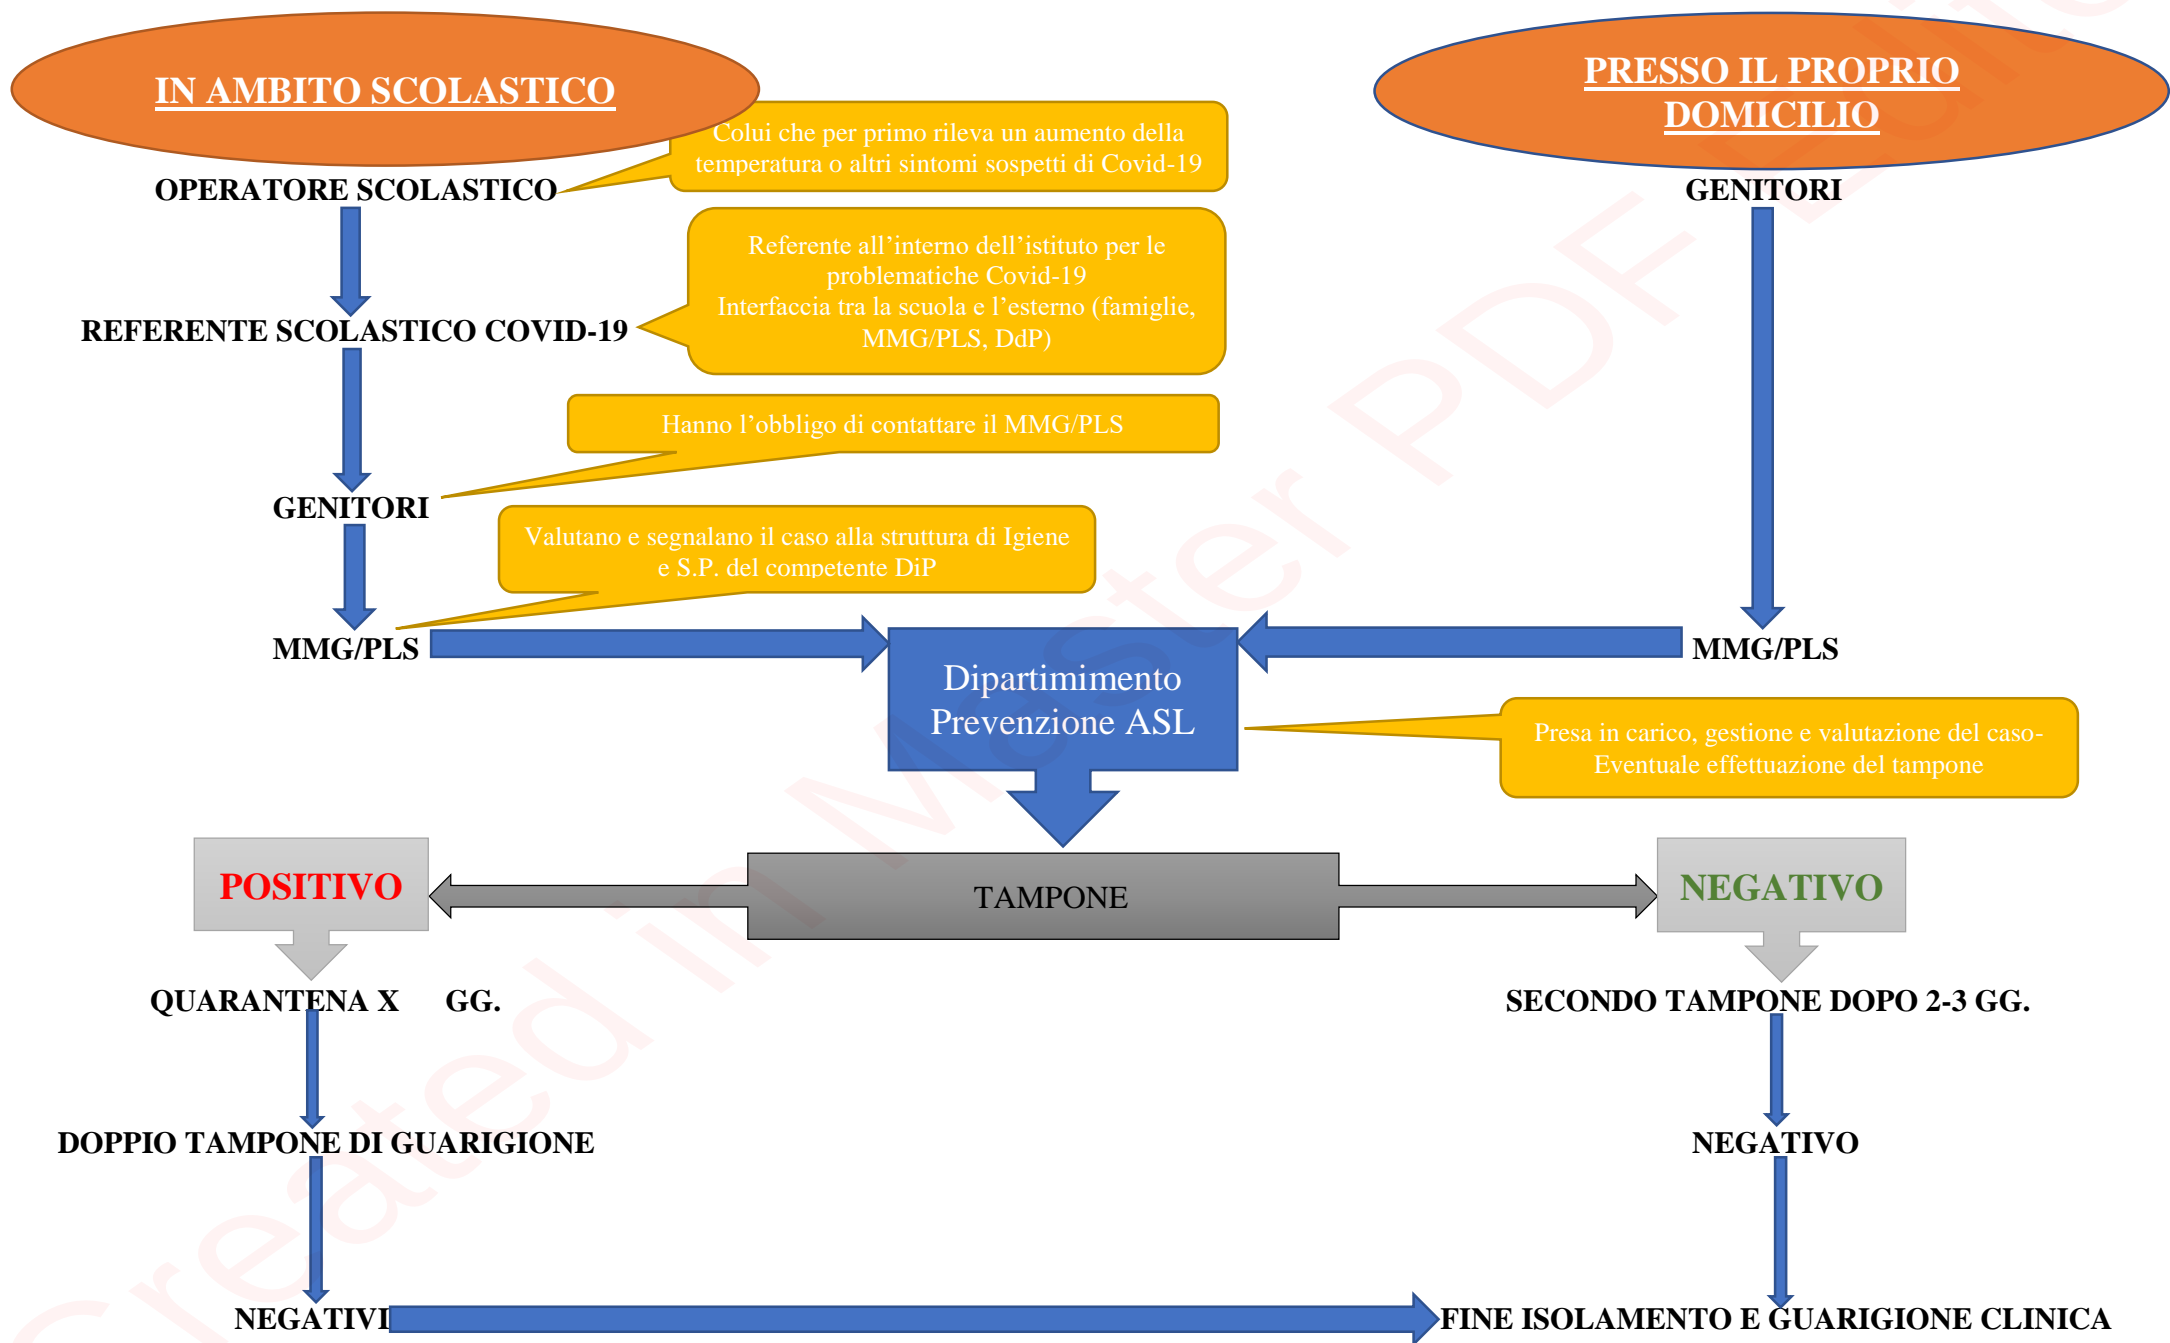 IN AMBITO SCOLASTICO
PRESSO IL PROPRIO
DOMICILIO
Colui che per primo rileva un aumento della
temperatura o altri sintomi sospetti di Covid-19
OPERATORE SCOLASTICO
GENITORI
Referente all'interno dell'istituto per le
problematiche Covid-19
Interfaccia tra la scuola e l'esterno (famiglie,
MMG/PLS, DdP)
REFERENTE SCOLASTICO COVID-19
Hanno l'obbligo di contattare il MMG/PLS
GENITORI
Valutano e segnalano il caso alla struttura di Igiene
e S.P. del competente DiP
MMG/PLS
MMG/PLS
Dipartimimento
Prevenzione ASL
Presa in carico, gestione e valutazione del caso-
Eventuale effettuazione del tampone
POSITIVO
TAMPONE
NEGATIVO
QUARANTENA X GG.
SECONDO TAMPONE DOPO 2-3 GG.
DOPPIO TAMPONE DI GUARIGIONE
NEGATIVO
NEGATIVI
FINE ISOLAMENTO E GUARIGIONE CLINICA
Created in Master PDF Edito